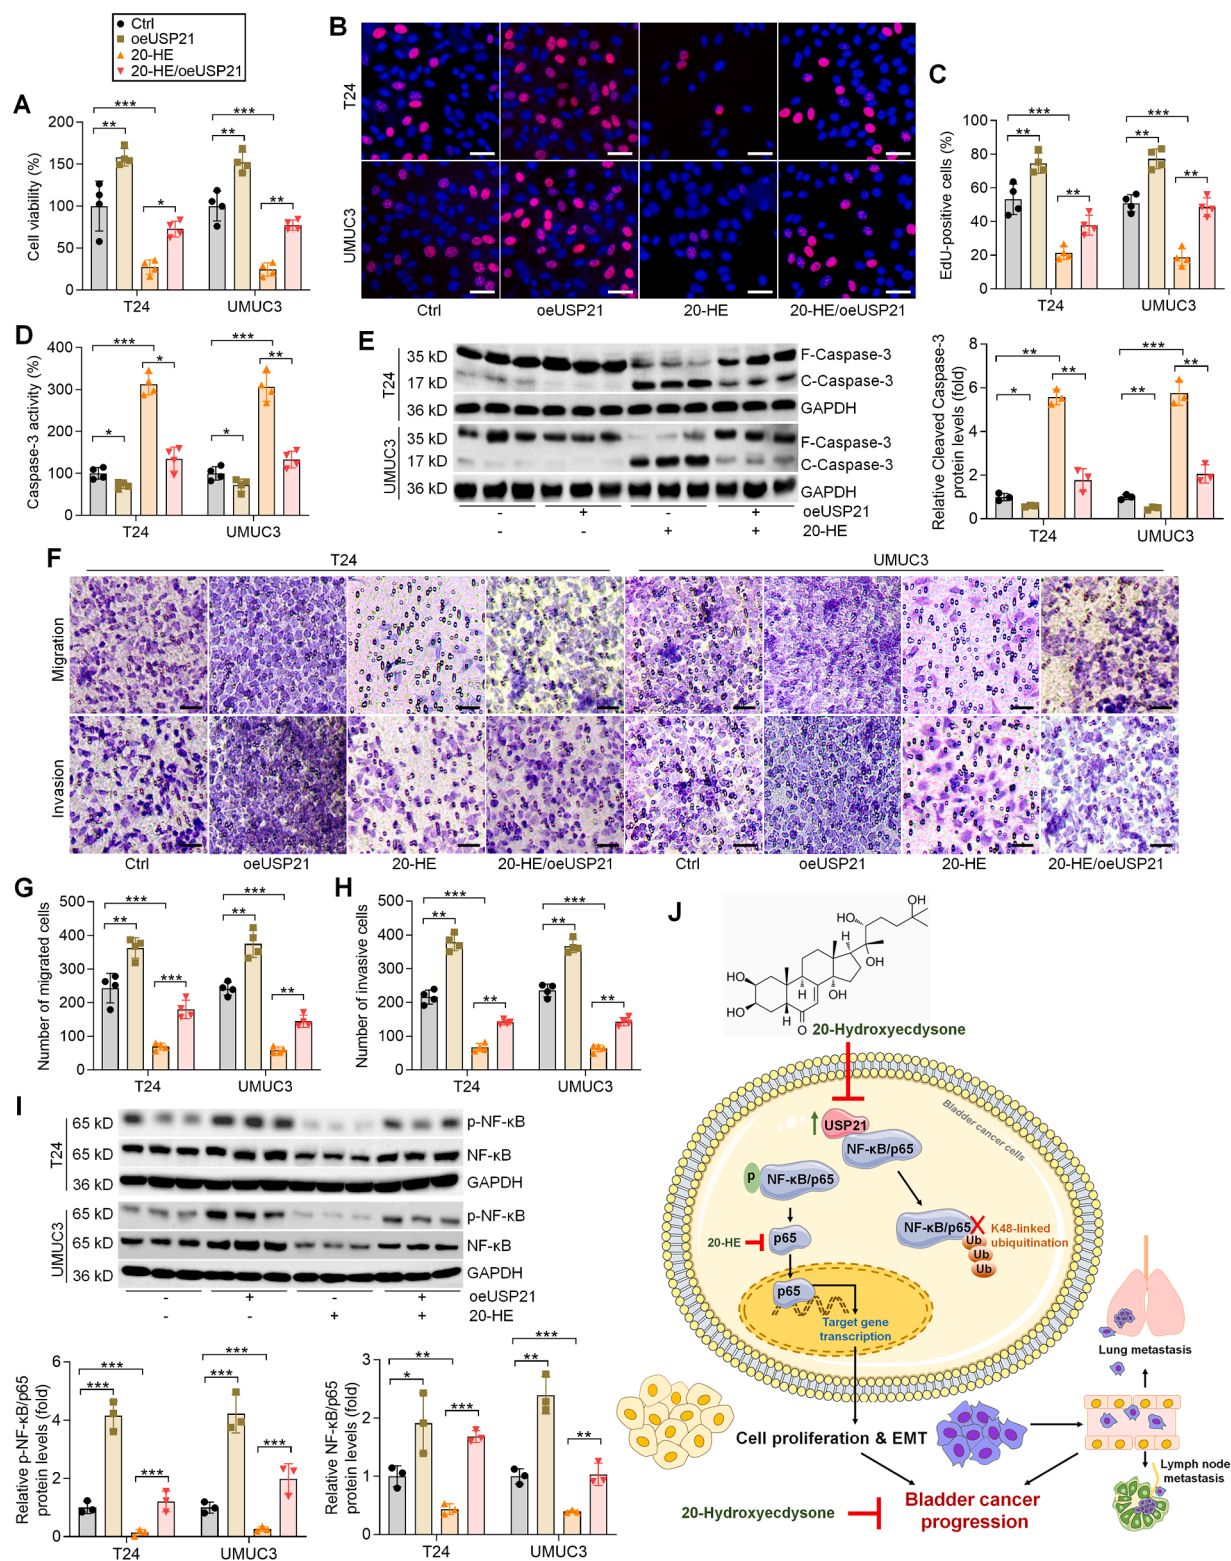 Ctrl
oeUSP21
20-HE
20-HE/oeUSP21
A
*** ***
** **
* **
Cell viability (%)
200
150
100
50
0
T24 UMUC3
B
T24
UMUC3
Ctrl oeUSP21 20-HE 20-HE/oeUSP21
C
*** ***
** **
** **
EdU-positive cells (%)
100
80
60
40
20
0
T24 UMUC3
D
*** ***
* **
* *
Caspase-3 activity (%)
400
300
200
100
0
T24 UMUC3
E
T24
35 kD F-Caspase-3
17 kD C-Caspase-3
36 kD GAPDH
UMUC3
35 kD F-Caspase-3
17 kD C-Caspase-3
36 kD GAPDH
- + - + oeUSP21
- - + + 20-HE
Relative Cleaved Caspase-3
protein levels (fold)
8
6
4
2
0
** ***
** **
* **
T24 UMUC3
F
T24 UMUC3
Migration
Invasion
Ctrl oeUSP21 20-HE 20-HE/oeUSP21 Ctrl oeUSP21 20-HE 20-HE/oeUSP21
G
*** ***
** **
*** **
Number of migrated cells
500
400
300
200
100
0
T24 UMUC3
H
*** ***
** **
** **
Number of invasive cells
500
400
300
200
100
0
T24 UMUC3
I
T24
65 kD p-NF-κB
65 kD NF-κB
36 kD GAPDH
UMUC3
65 kD p-NF-κB
65 kD NF-κB
36 kD GAPDH
- + - + oeUSP21
- - + + 20-HE
Relative p-NF-κB/p65
protein levels (fold)
6
4
2
0
*** ***
*** ***
*** ***
T24 UMUC3
Relative NF-κB/p65
protein levels (fold)
3
2
1
0
** ***
* **
*** **
T24 UMUC3
J
OH
HO
OH
HO
HO
OH
H
H
H
O
20-Hydroxyecdysone
Bladder cancer cells
USP21
NF-κB/p65
p
NF-κB/p65
NF-κB/p65
K48-linked
ubiquitination
Ub
Ub
Ub
20-HE
p65
p65
Target gene
transcription
Lung metastasis
Cell proliferation & EMT
Lymph node
metastasis
20-Hydroxyecdysone
Bladder cancer
progression